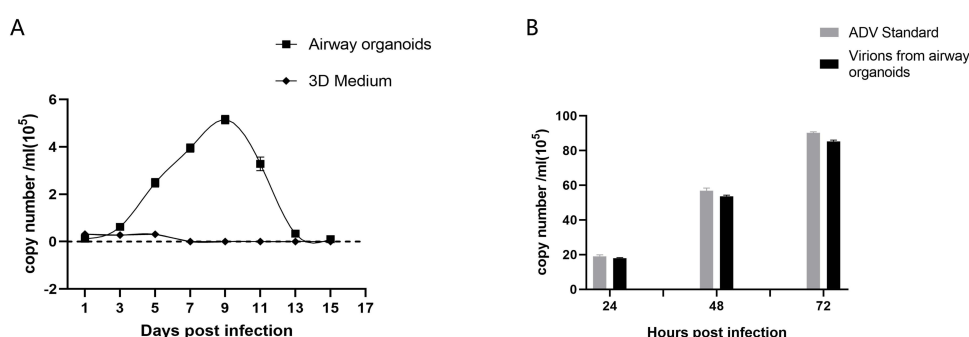 A
Airway organoids
3D Medium
copy number /ml(10⁵)
6
4
2
0
-2
1 3 5 7 9 11 13 15 17
Days post infection
B
ADV Standard
Virions from airway
organoids
copy number /ml(10⁵)
100
80
60
40
20
0
24 48 72
Hours post infection